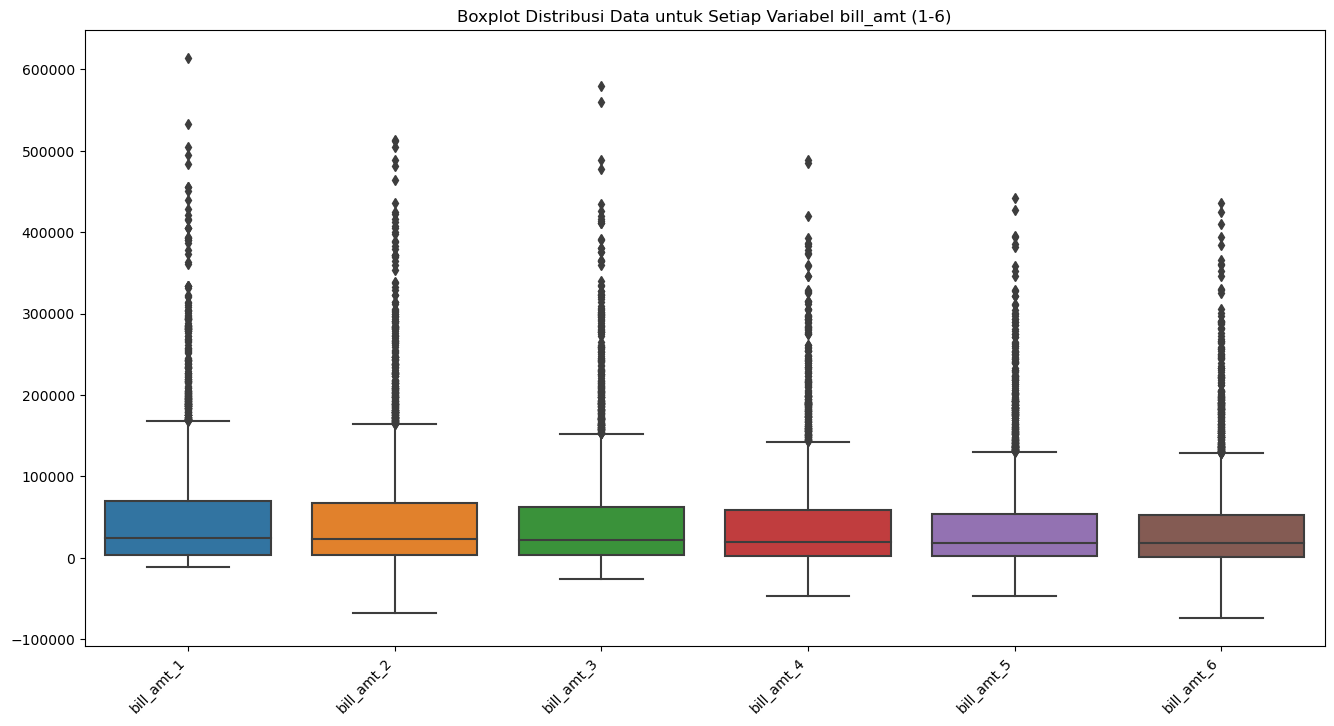 Boxplot Distribusi Data untuk Setiap Variabel bill_amt (1-6)
600000
500000
400000
300000
200000
100000
0
−100000
bill_amt_1
bill_amt_2
bill_amt_3
bill_amt_4
bill_amt_5
bill_amt_6